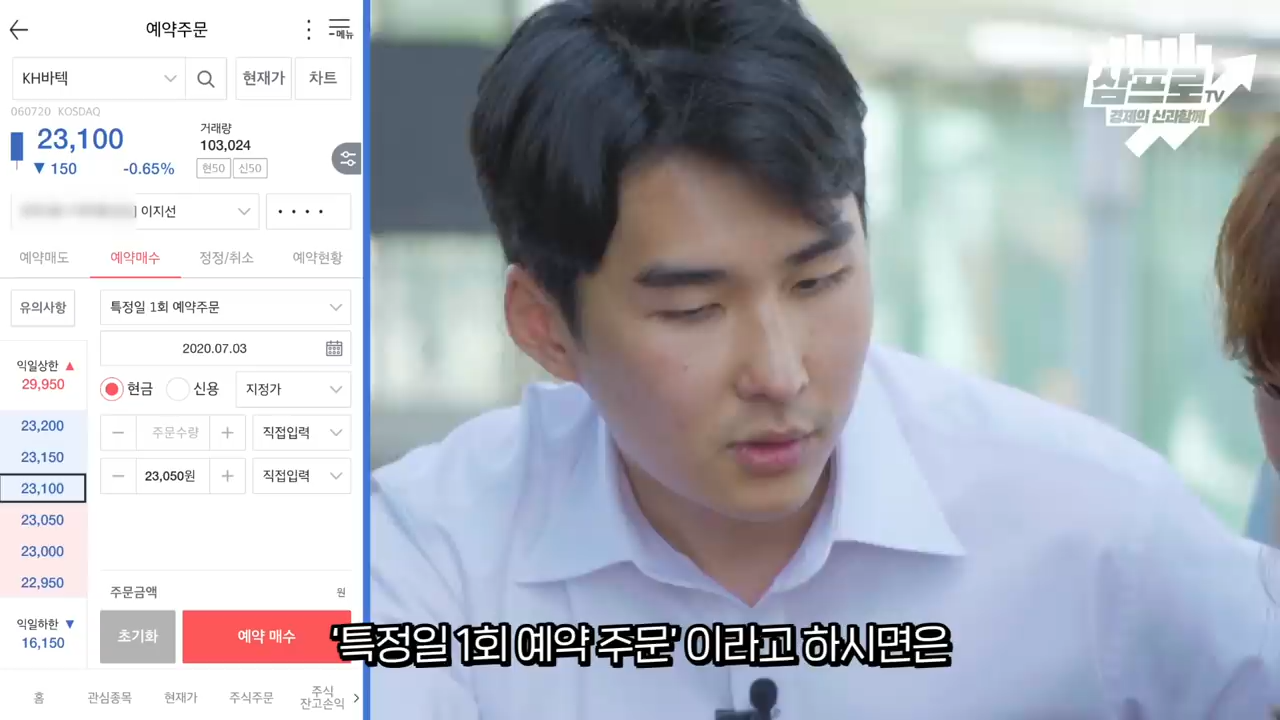 예약주문
메뉴
KH바텍
현재가
차트
060720 KOSDAQ
23,100
▼ 150 -0.65%
거래량
103,024
현50 신50
이지선
• • • •
예약매도 예약매수 정정/취소 예약현황
유의사항
특정일 1회 예약주문
2020.07.03
익일상한 ▲
29,950
현금 신용 지정가
23,200
23,150
23,100
23,050
23,000
22,950
주문수량 직접입력
23,050원 직접입력
주문금액 원
익일하한 ▼
16,150
초기화
예약 매수
홈 관심종목 현재가 주식주문 주식
잔고손익
삼프로TV
경제의 신과함께
'특정일 1회 예약 주문' 이라고 하시면은